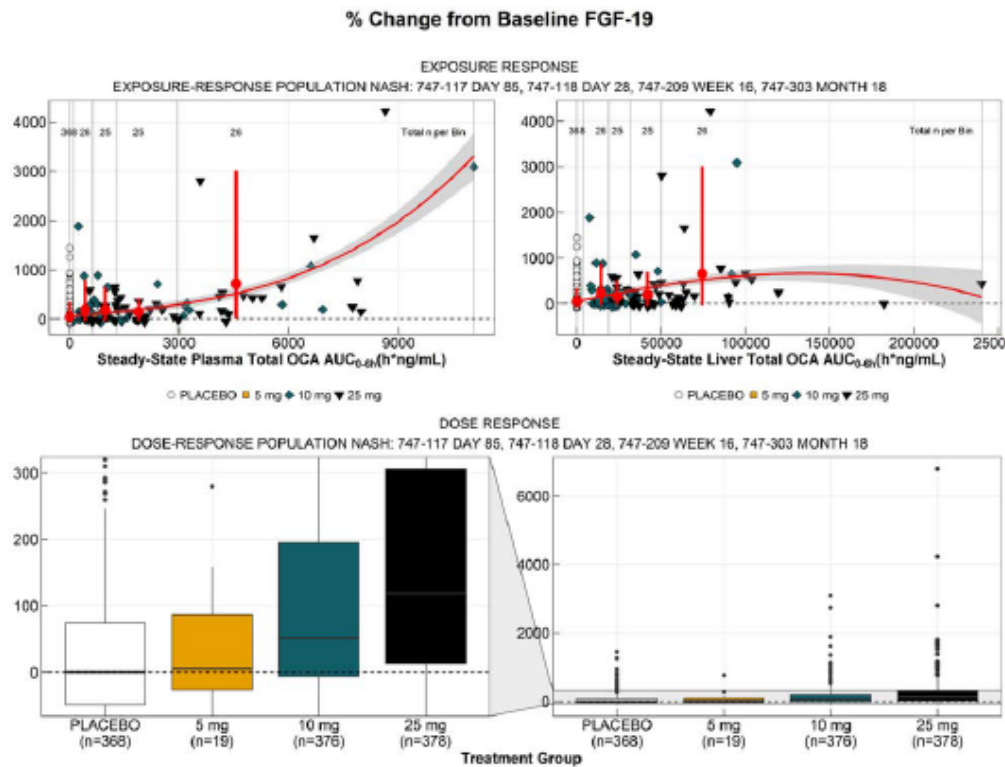 % Change from Baseline FGF-19
EXPOSURE RESPONSE
EXPOSURE-RESPONSE POPULATION NASH: 747-117 DAY 85, 747-118 DAY 28, 747-209 WEEK 16, 747-303 MONTH 18
4000
3000
2000
1000
0
368 26 25 25 26 Total n per Bin
0 3000 6000 9000
Steady-State Plasma Total OCA AUC0-8h(h*ng/mL)
4000
3000
2000
1000
0
368 26 25 25 26 Total n per Bin
0 50000 100000 150000 200000 2500
Steady-State Liver Total OCA AUC0-8h(h*ng/mL)
PLACEBO 5 mg 10 mg 25 mg
PLACEBO 5 mg 10 mg 25 mg
DOSE RESPONSE
DOSE-RESPONSE POPULATION NASH: 747-117 DAY 85, 747-118 DAY 28, 747-209 WEEK 16, 747-303 MONTH 18
300
200
100
0
PLACEBO 5 mg 10 mg 25 mg
(n=368) (n=19) (n=376) (n=378)
6000
4000
2000
0
PLACEBO 5 mg 10 mg 25 mg
(n=368) (n=19) (n=376) (n=378)
Treatment Group